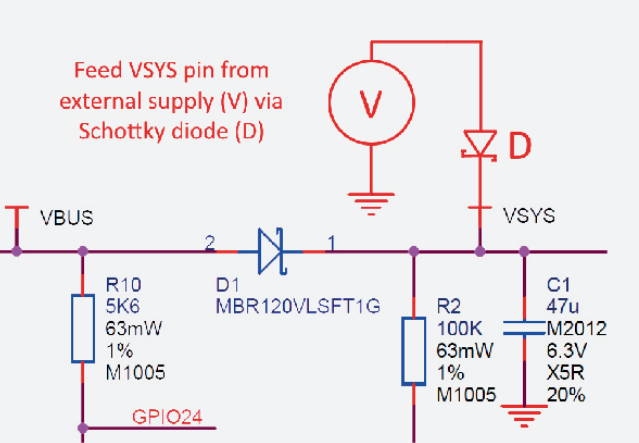 Feed VSYS pin from
external supply (V) via
Schottky diode (D)
V
D
VBUS
VSYS
2
1
R10
5K6
63mW
1%
M1005
D1
MBR120VLSFT1G
R2
100K
63mW
1%
M1005
C1
47u
M2012
6.3V
X5R
20%
GPIO24